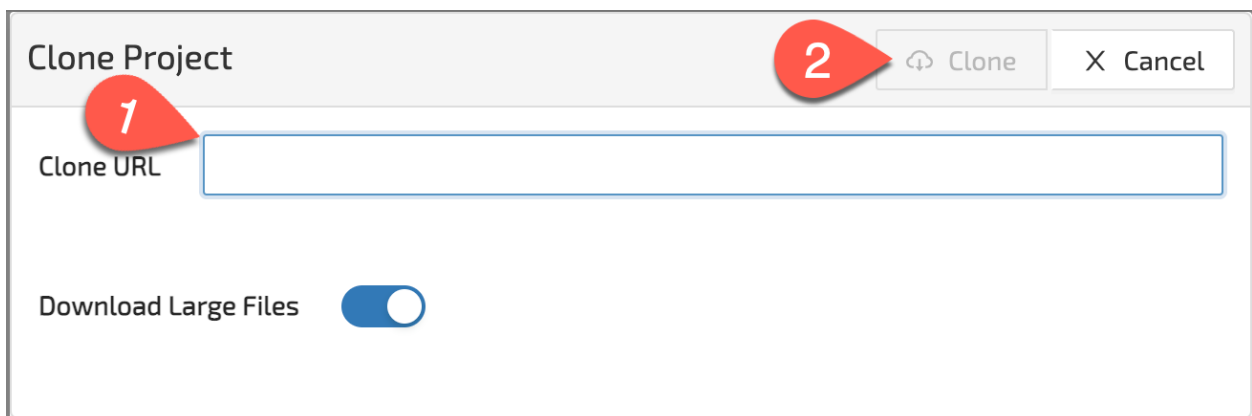 Clone Project
2
Clone
X Cancel
1
Clone URL
Download Large Files